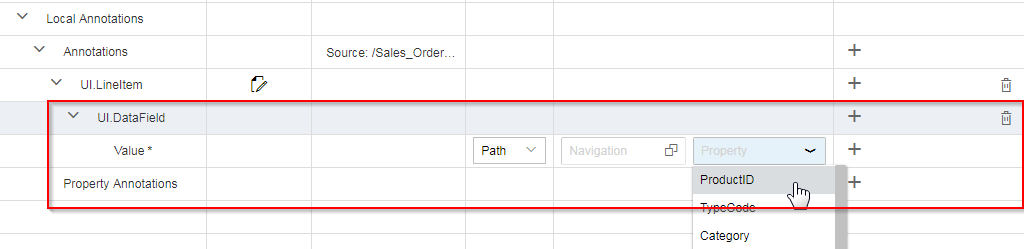 Local Annotations
Annotations Source: /Sales_Order...
UI.LineItem
UI.DataField
Value * Path Navigation Property
ProductID
Property Annotations
TypeCode
Category